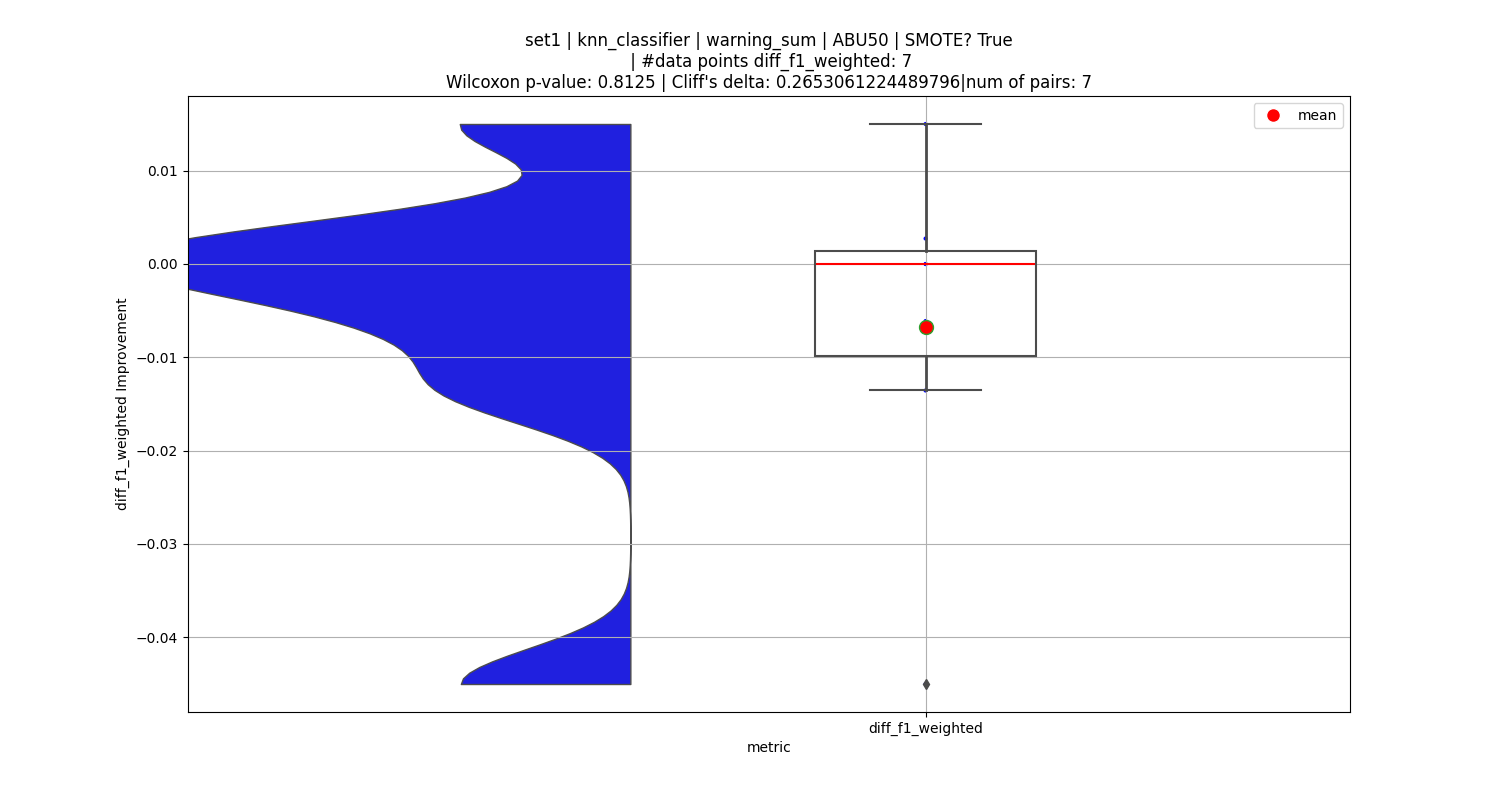 set1 | knn_classifier | warning_sum | ABU50 | SMOTE? True
| #data points diff_f1_weighted: 7
Wilcoxon p-value: 0.8125 | Cliff's delta: 0.2653061224489796|num of pairs: 7
mean
0.01
0.00
−0.01
−0.02
−0.03
−0.04
diff_f1_weighted Improvement
diff_f1_weighted
metric